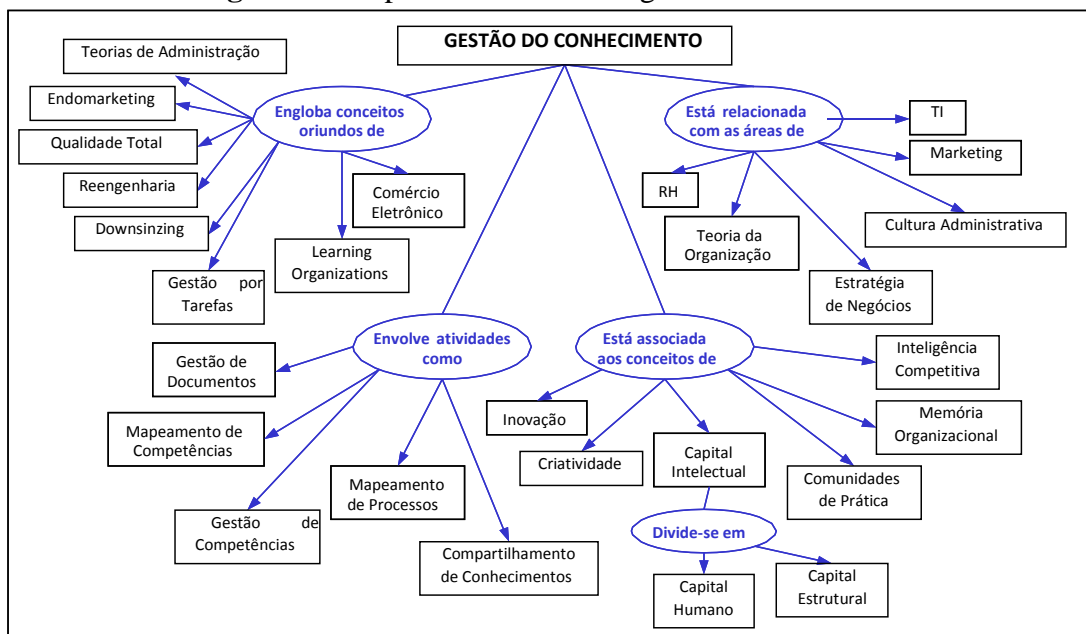 GESTÃO DO CONHECIMENTO
Teorias de Administração
Endomarketing
Qualidade Total
Reengenharia
Downsinzing
Gestão por
Tarefas
Engloba conceitos
oriundos de
Comércio
Eletrônico
Learning
Organizations
Está relacionada
com as áreas de
TI
Marketing
RH
Cultura Administrativa
Teoria da
Organização
Estratégia
de Negócios
Envolve atividades
como
Gestão de
Documentos
Mapeamento de
Competências
Gestão de
Competências
Mapeamento
de Processos
Compartilhamento
de Conhecimentos
Está associada
aos conceitos de
Inteligência
Competitiva
Inovação
Memória
Organizacional
Criatividade
Capital
Intelectual
Comunidades
de Prática
Divide-se em
Capital
Humano
Capital
Estrutural